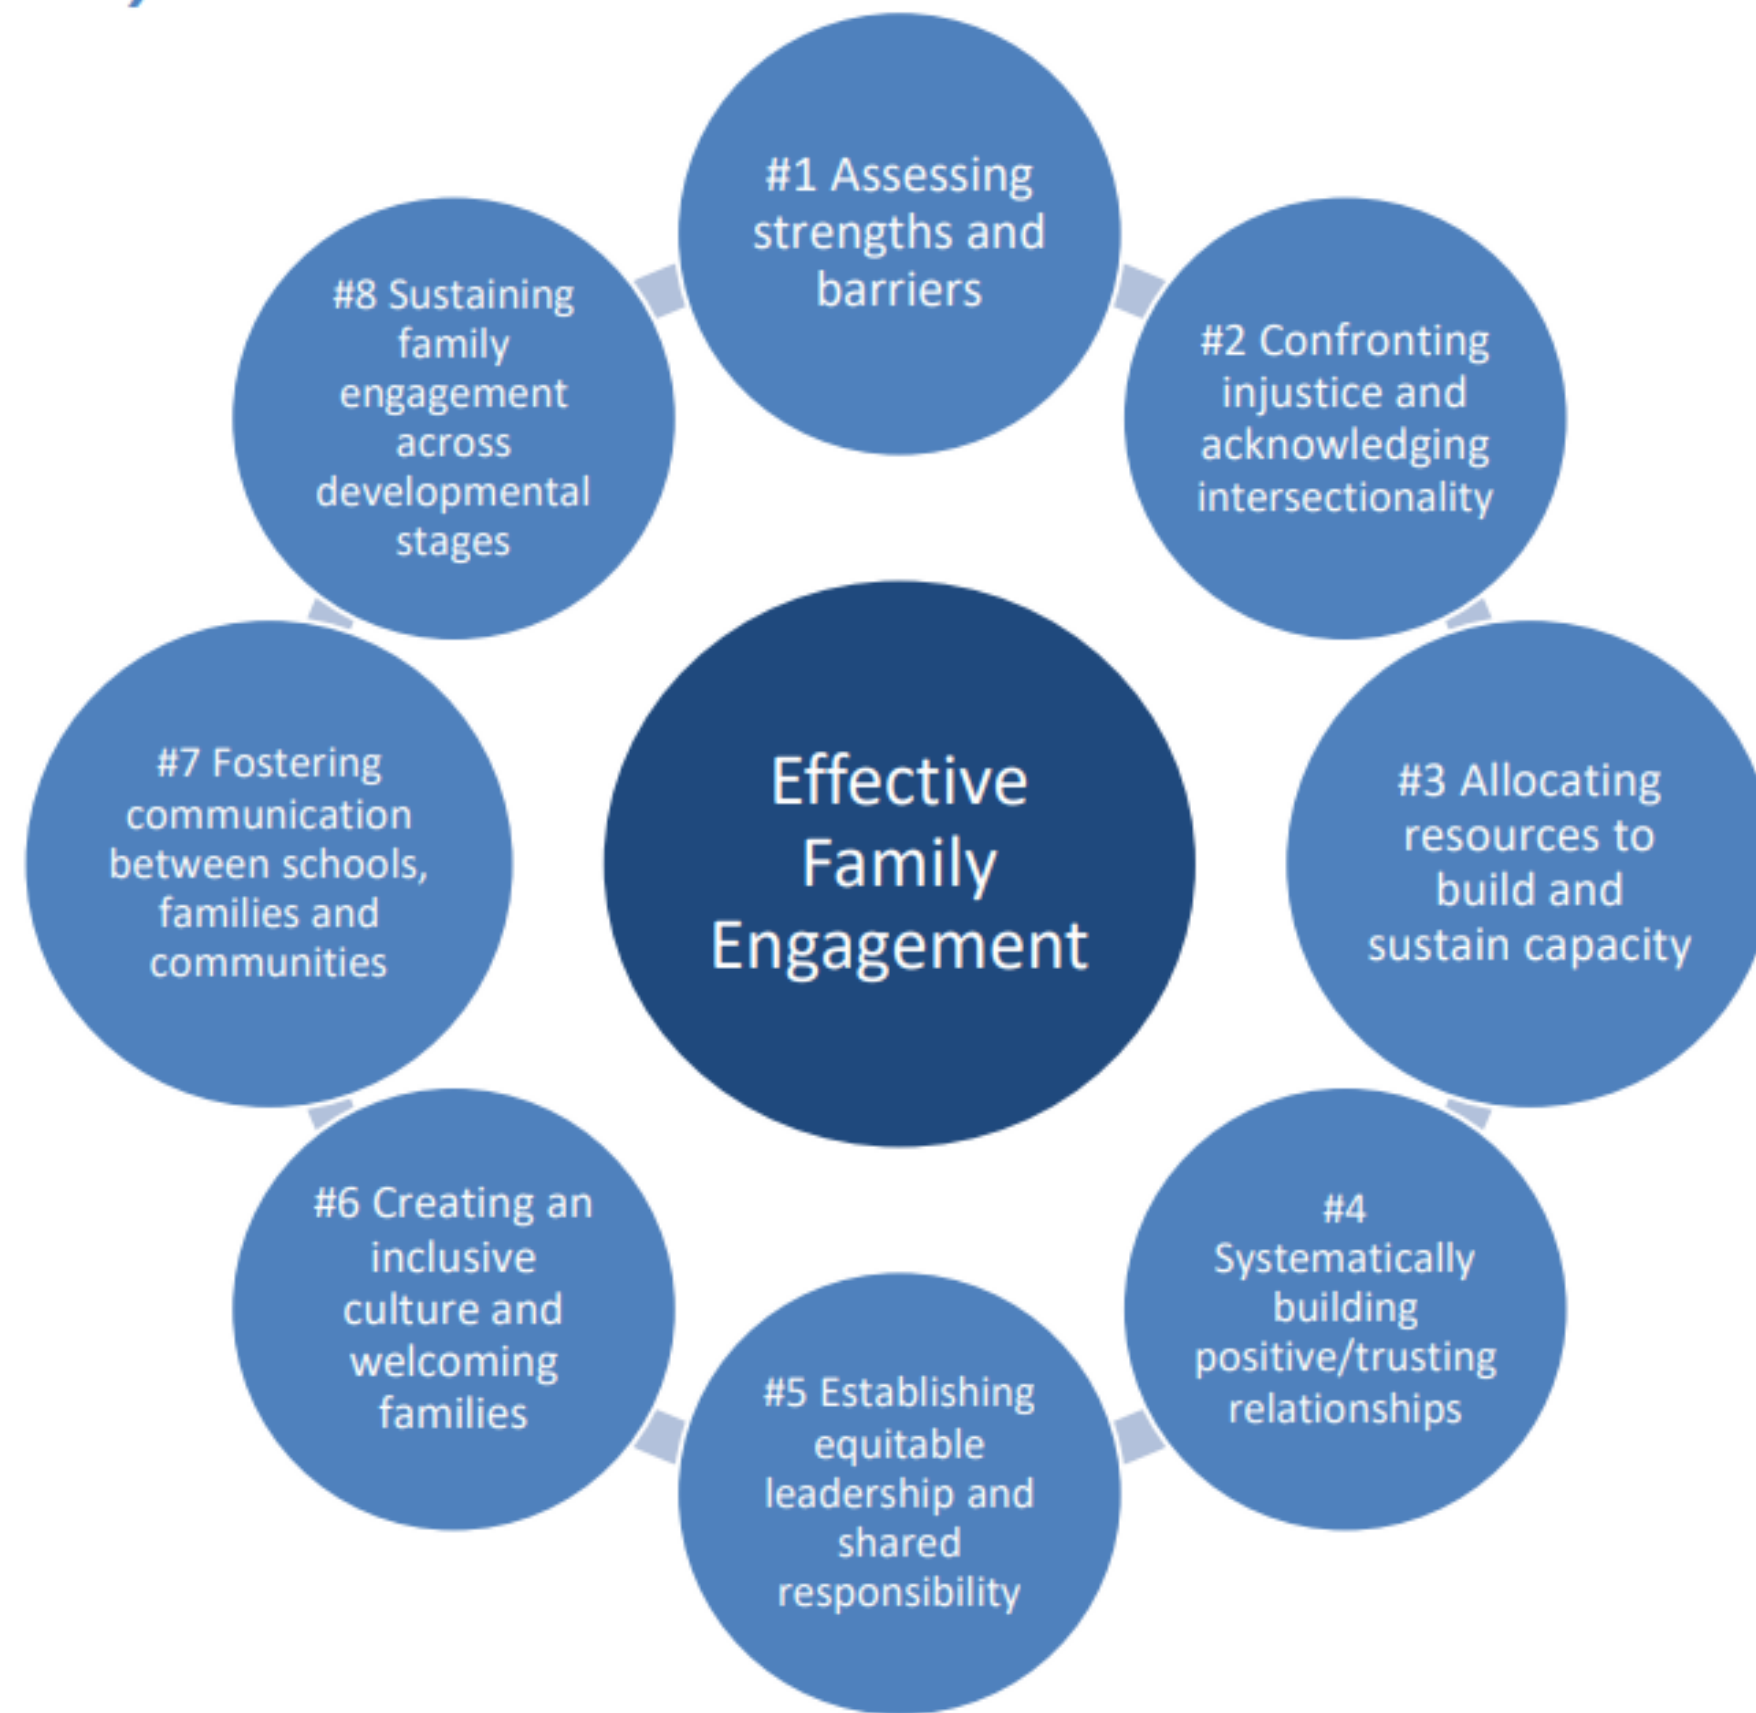 #1 Assessing
strengths and
barriers
#2 Confronting
injustice and
acknowledging
intersectionality
#3 Allocating
resources to
build and
sustain capacity
#4
Systematically
building
positive/trusting
relationships
#5 Establishing
equitable
leadership and
shared
responsibility
#6 Creating an
inclusive
culture and
welcoming
families
#7 Fostering
communication
between schools,
families and
communities
#8 Sustaining
family
engagement
across
developmental
stages
Effective
Family
Engagement